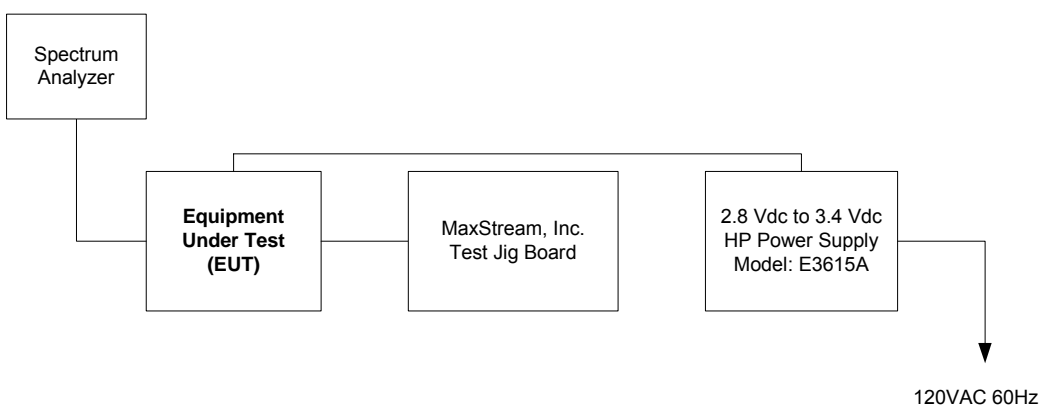 Spectrum
Analyzer
Equipment
Under Test
(EUT)
MaxStream, Inc.
Test Jig Board
2.8 Vdc to 3.4 Vdc
HP Power Supply
Model: E3615A
120VAC 60Hz